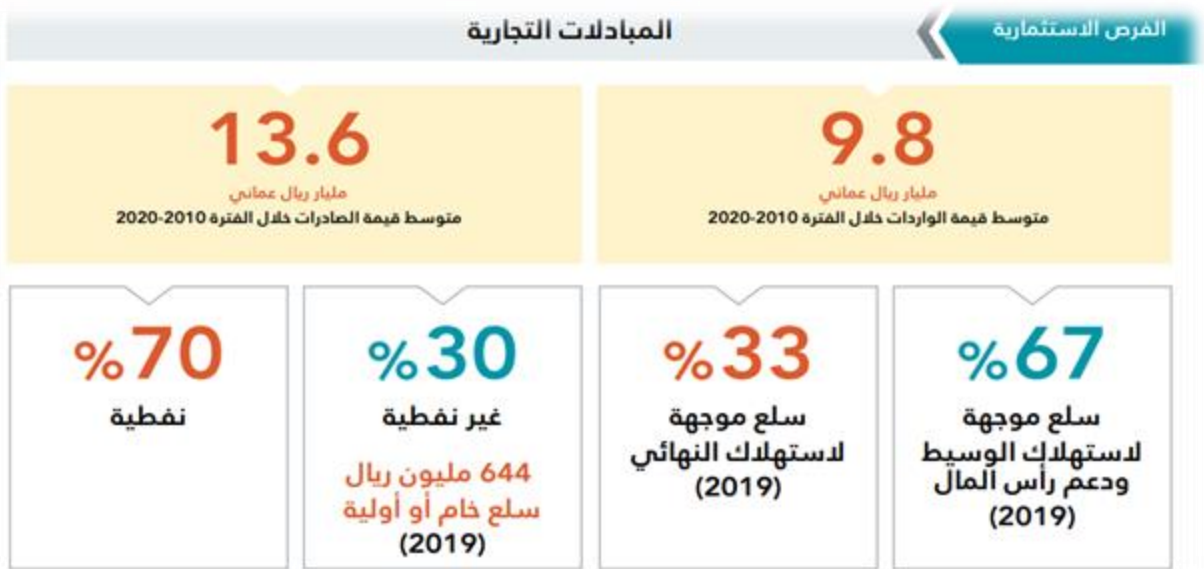 الفرص الاستثمارية
المبادلات التجارية
9.8
مليار ريال عماني
متوسط قيمة الواردات خلال الفترة 2010-2020
13.6
مليار ريال عماني
متوسط قيمة الصادرات خلال الفترة 2010-2020
%67
سلع موجهة
لاستهلاك الوسيط
ودعم رأس المال
(2019)
%33
سلع موجهة
لاستهلاك النهائي
(2019)
%30
غير نفطية
644 مليون ريال
سلع خام أو أولية
(2019)
%70
نفطية